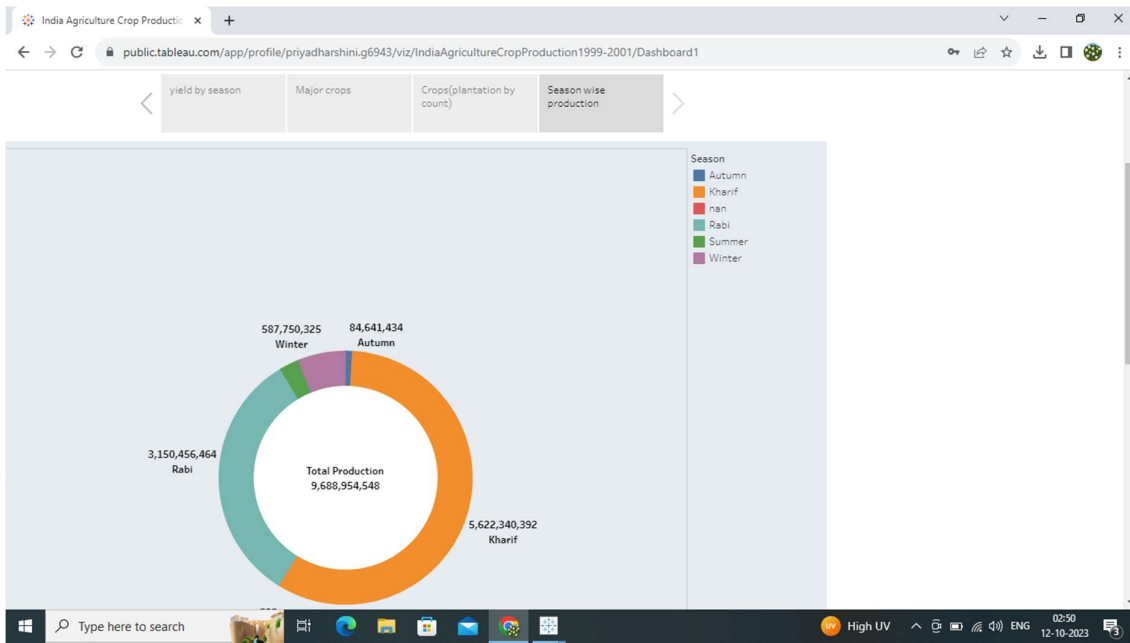 India Agriculture Crop Productio
public.tableau.com/app/profile/priyadharshini.g6943/viz/IndiaAgricultureCropProduction1999-2001/Dashboard1
yield by season
Major crops
Crops(plantation by
count)
Season wise
production
Season
Autumn
Kharif
nan
Rabi
Summer
Winter
587,750,325
Winter
84,641,434
Autumn
3,150,456,464
Rabi
Total Production
9,688,954,548
5,622,340,392
Kharif
Type here to search
UV
High UV
ENG
02:50
12-10-2023
3